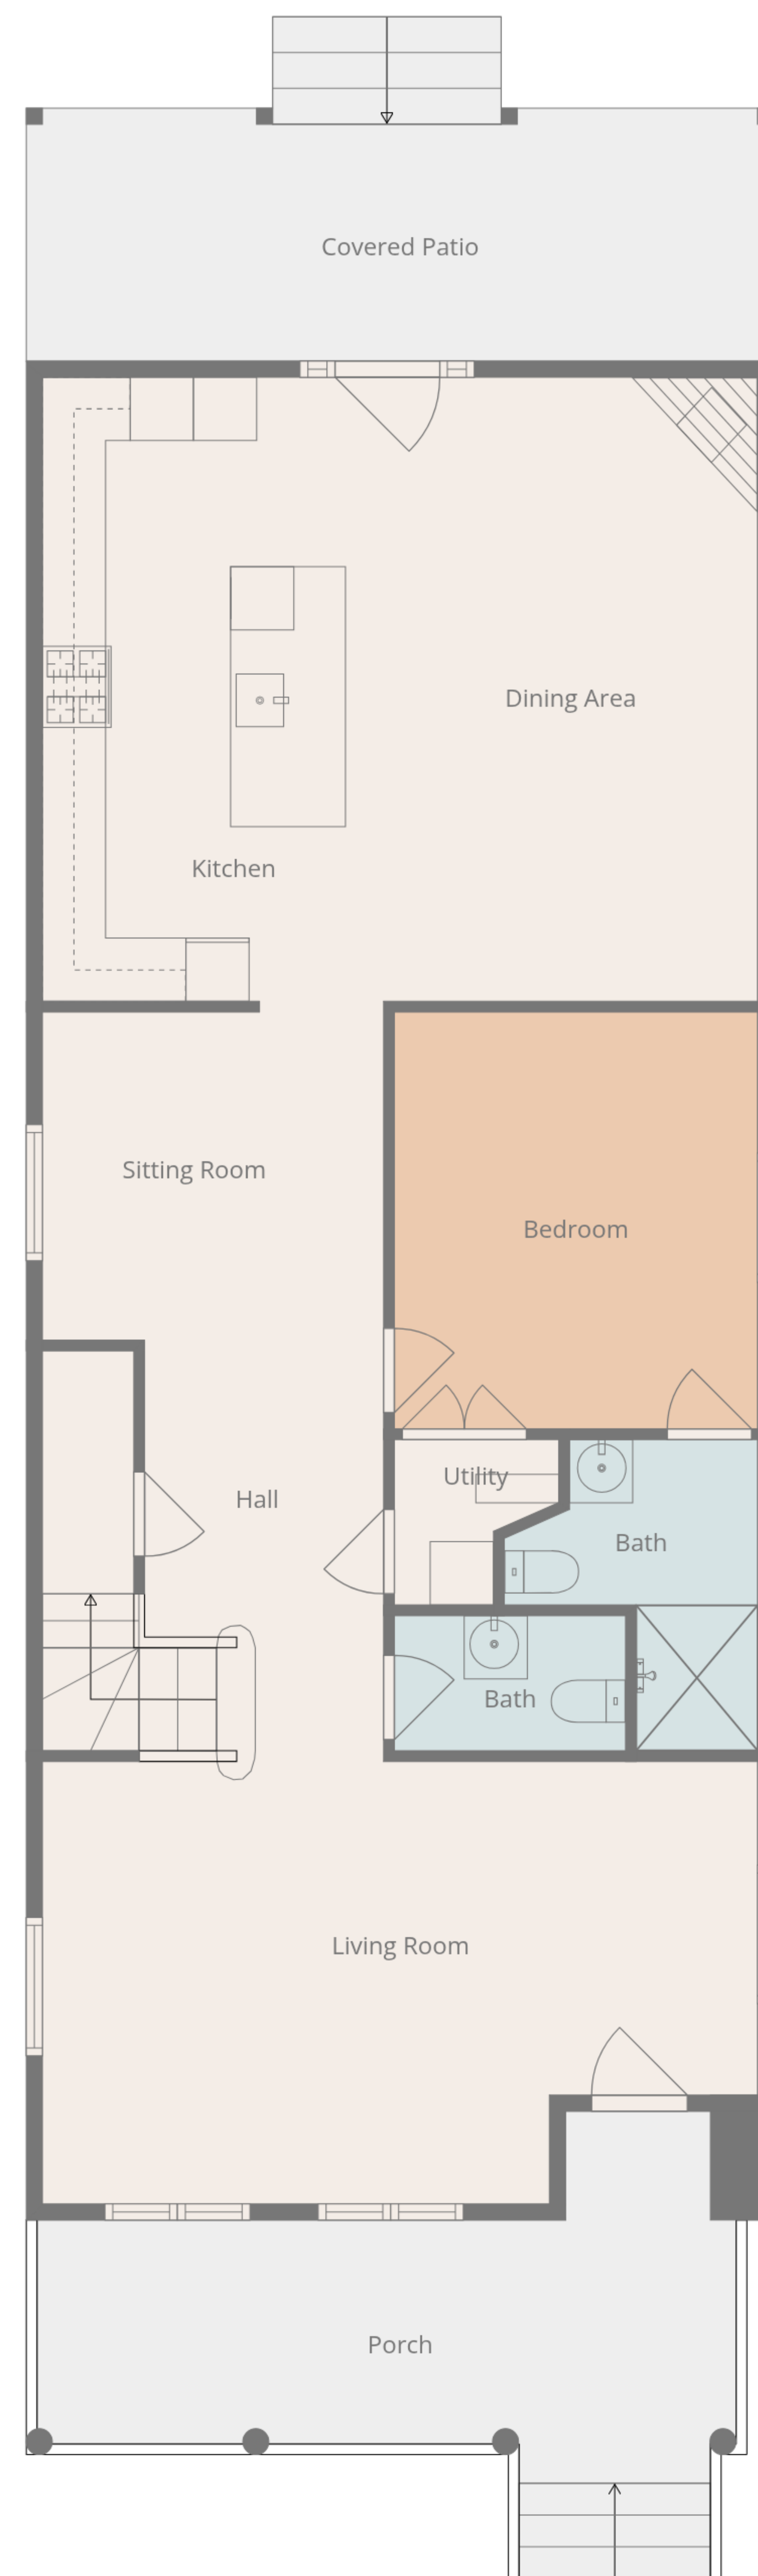 Covered Patio
Dining Area
Kitchen
Sitting Room
Bedroom
Utility
Hall
Bath
Bath
Living Room
Porch